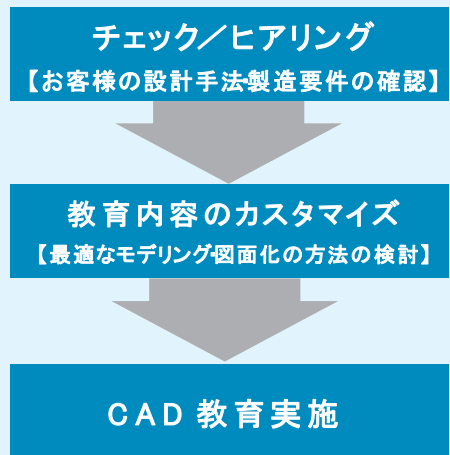 チェック／ヒアリング
【お客様の設計手法・製造要件の確認】
教育内容のカスタマイズ
【最適なモデリング・図面化の方法の検討】
CAD 教育実施